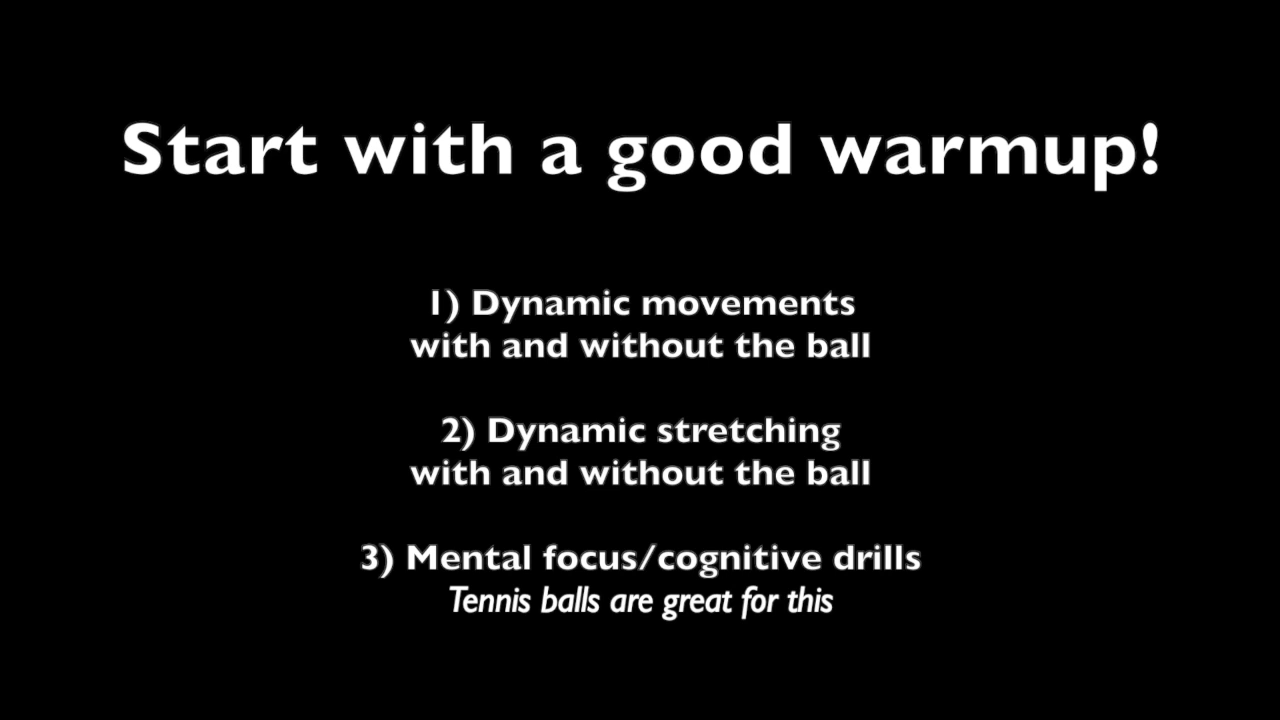 Start with a good warmup!
1) Dynamic movements
with and without the ball
2) Dynamic stretching
with and without the ball
3) Mental focus/cognitive drills
Tennis balls are great for this